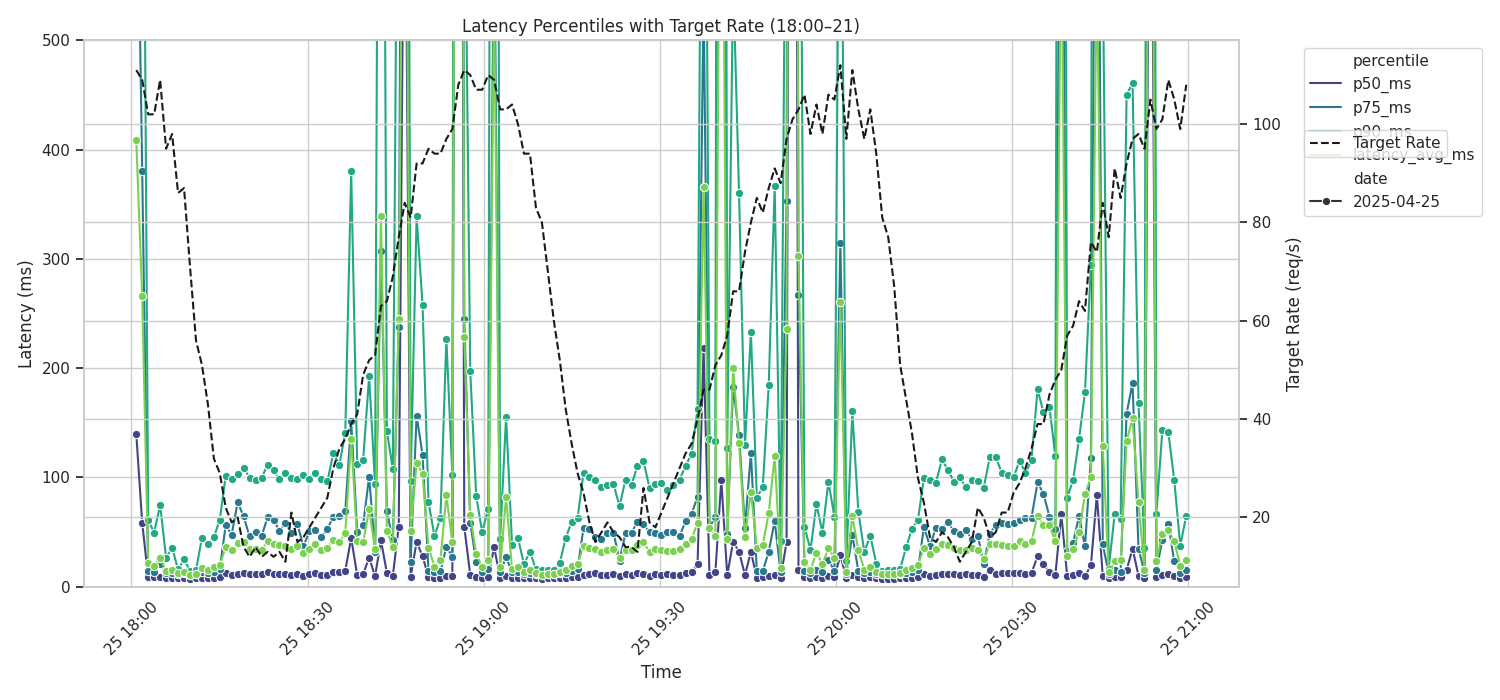 Latency Percentiles with Target Rate (18:00–21)
500
400
300
200
100
0
Latency (ms)
100
80
60
40
20
Target Rate (req/s)
25 18:00
25 18:30
25 19:00
25 19:30
25 20:00
25 20:30
25 21:00
Time
percentile
p50_ms
p75_ms
p90_ms
Target Rate
latency_avg_ms
date
2025-04-25